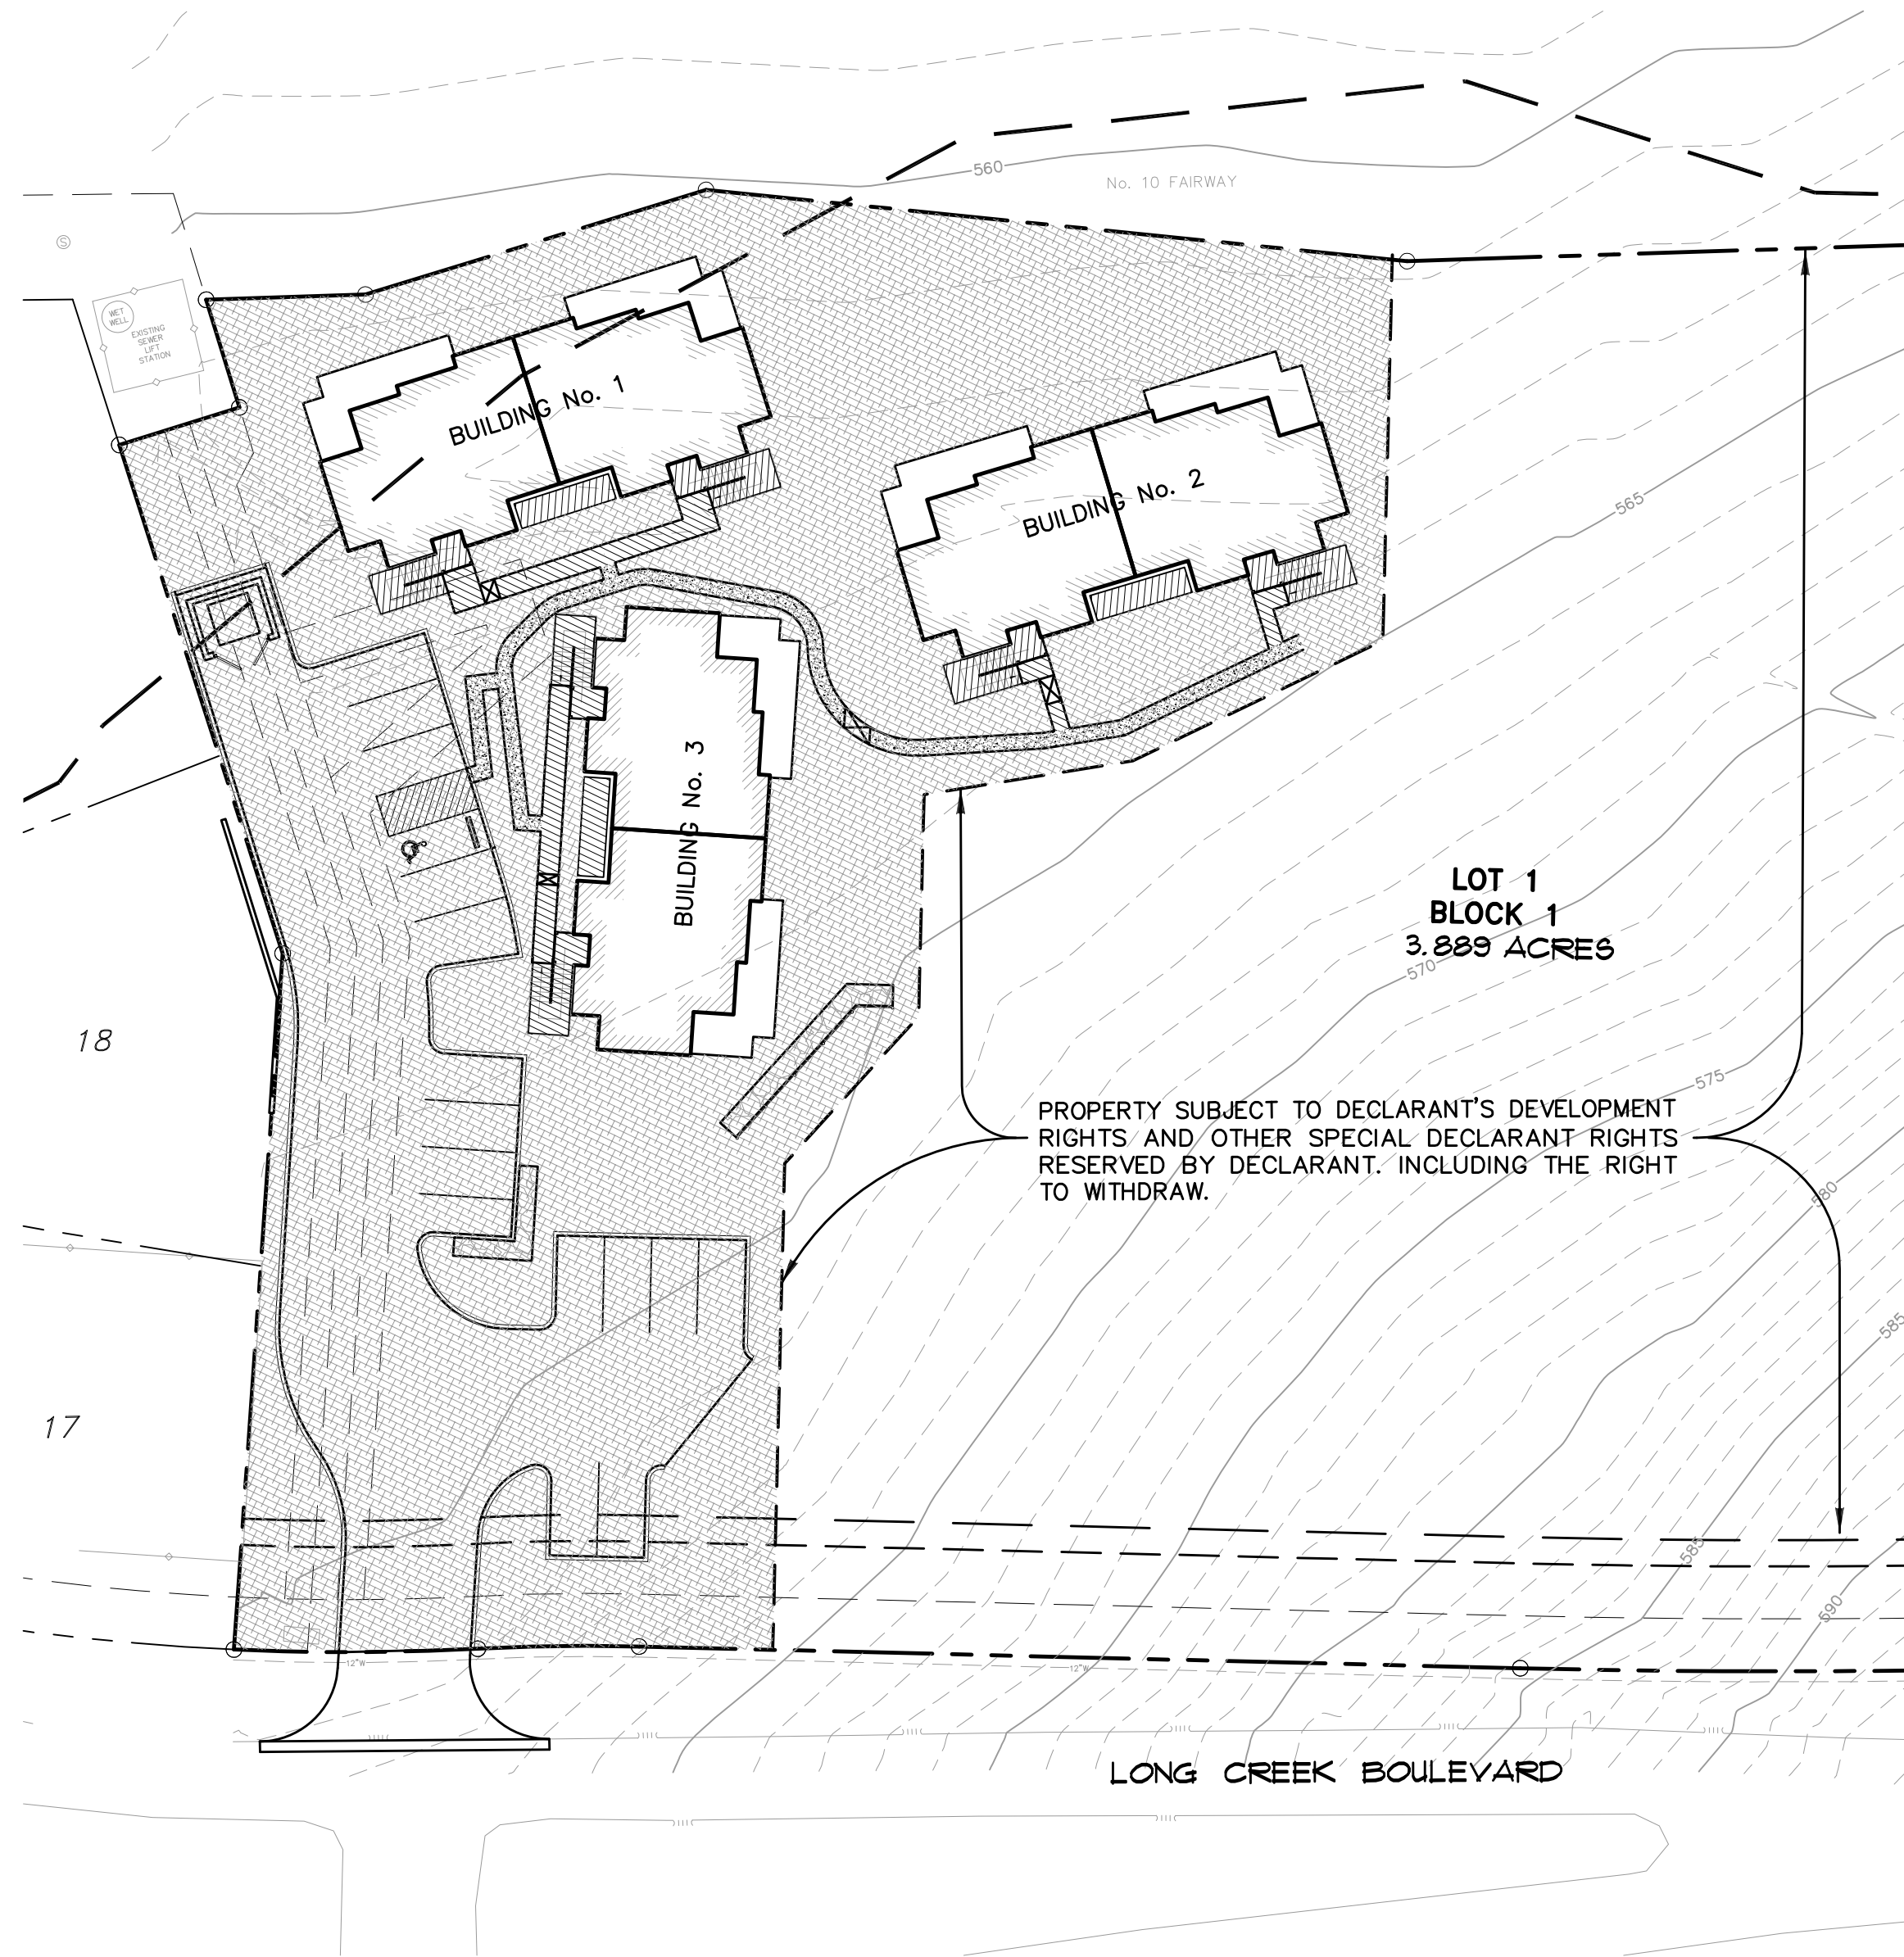 560
No. 10 FAIRWAY
S
WET
WELL
EXISTING
SEWER
LIFT
STATION
BUILDING No. 1
BUILDING No. 2
565
BUILDING No. 3
LOT 1
BLOCK 1
3.889 ACRES
570
18
575
PROPERTY SUBJECT TO DECLARANT'S DEVELOPMENT
RIGHTS AND OTHER SPECIAL DECLARANT RIGHTS
RESERVED BY DECLARANT. INCLUDING THE RIGHT
TO WITHDRAW.
580
585
17
585
590
12"W
12"W
LONG CREEK BOULEVARD